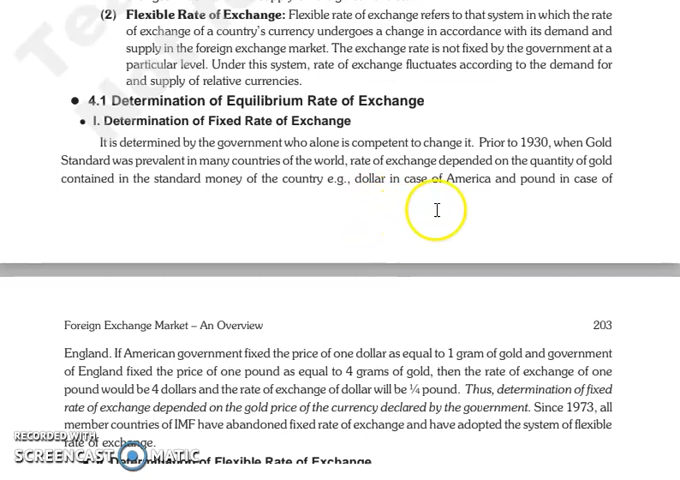 (2) Flexible Rate of Exchange: Flexible rate of exchange refers to that system in which the rate
of exchange of a country's currency undergoes a change in accordance with its demand and
supply in the foreign exchange market. The exchange rate is not fixed by the government at a
particular level. Under this system, rate of exchange fluctuates according to the demand for
and supply of relative currencies.
• 4.1 Determination of Equilibrium Rate of Exchange
• I. Determination of Fixed Rate of Exchange
It is determined by the government who alone is competent to change it. Prior to 1930, when Gold
Standard was prevalent in many countries of the world, rate of exchange depended on the quantity of gold
contained in the standard money of the country e.g., dollar in case of America and pound in case of
Foreign Exchange Market – An Overview 203
England. If American government fixed the price of one dollar as equal to 1 gram of gold and government
of England fixed the price of one pound as equal to 4 grams of gold, then the rate of exchange of one
pound would be 4 dollars and the rate of exchange of dollar will be ¼ pound. Thus, determination of fixed
rate of exchange depended on the gold price of the currency declared by the government. Since 1973, all
member countries of IMF have abandoned fixed rate of exchange and have adopted the system of flexible
rate of exchange.
RECORDED WITH
SCREENCAST MATIC
Determination of Flexible Rate of Exchange